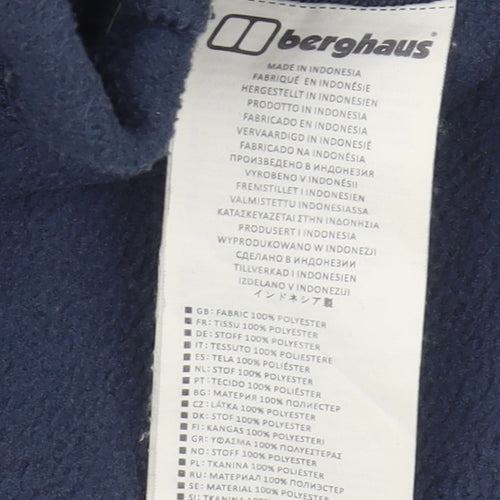 berghaus
MADE IN INDONESIA
FABRIQUÉ EN INDONÉSIE
HERGESTELLT IN INDONESIEN
PRODOTTO IN INDONESIA
FABRICADO EN INDONESIA
VERVAARDIGD IN INDONESIË
FABRICADO NA INDONÉSIA
ПРОИЗВЕДЕНО В ИНДОНЕЗИЯ
VYROBENO V INDONÉSII
FREMSTILLET I INDONESIEN
VALMISTETTU INDONESIASSA
ΚΑΤΑΣΚΕΥΑΖΕΤΑΙ ΣΤΗΝ ΙΝΔΟΝΗΣΙΑ
PRODUSERT I INDONESIA
WYPRODUKOWANO W INDONEZJI
СДЕЛАНО В ИНДОНЕЗИИ
TILLVERKAD I INDONESIEN
IZDELANO V INDONEZIJI
インドネシア製
GB: FABRIC 100% POLYESTER
FR: TISSU 100% POLYESTER
DE: STOFF 100% POLYESTER
IT: TESSUTO 100% POLIESTERE
ES: TELA 100% POLIÉSTER
NL: STOF 100% POLYESTER
PT: TECIDO 100% POLIÉSTER
BG: МАТЕРИЯ 100% ПОЛИЕСТЕР
CZ: LÁTKA 100% POLYESTER
DK: STOF 100% POLYESTER
FI: KANGAS 100% POLYESTERI
GR: ΥΦΑΣΜΑ 100% ΠΟΛΥΕΣΤΕΡΑΣ
NO: STOFF 100% POLYESTER
PL: TKANINA 100% POLIESTER
RU: МАТЕРИАЛ 100% ПОЛИЭСТЕР
SE: MATERIAL 100% POLYESTER
SI: TKANINA 100% POLIESTER